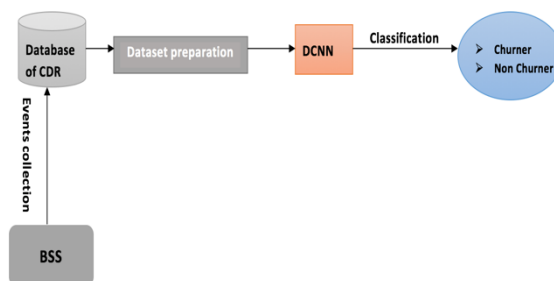 Database
of CDR
Dataset preparation
DCNN
Classification
➢ Churner
➢ Non Churner
Events collection
BSS